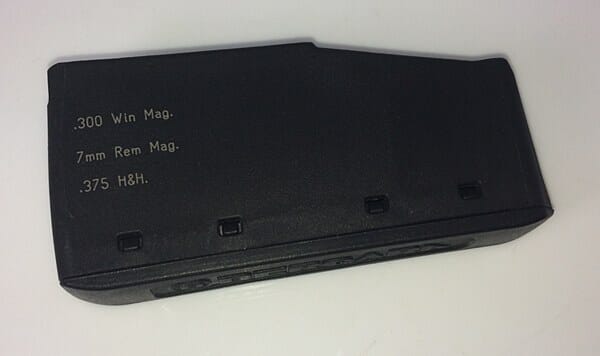 .300 Win Mag.
7mm Rem Mag.
.375 H&H.